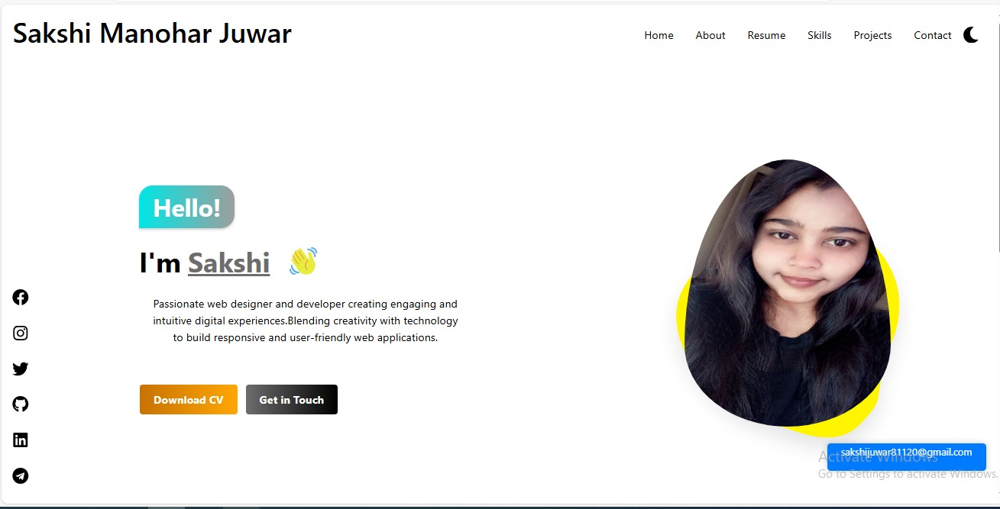 Sakshi Manohar Juwar
Home About Resume Skills Projects Contact
Hello!
I'm Sakshi
Passionate web designer and developer creating engaging and
intuitive digital experiences.Blending creativity with technology
to build responsive and user-friendly web applications.
Download CV Get in Touch
sakshijuwar81120@gmail.com
Activate Windows
Go to Settings to activate Windows.